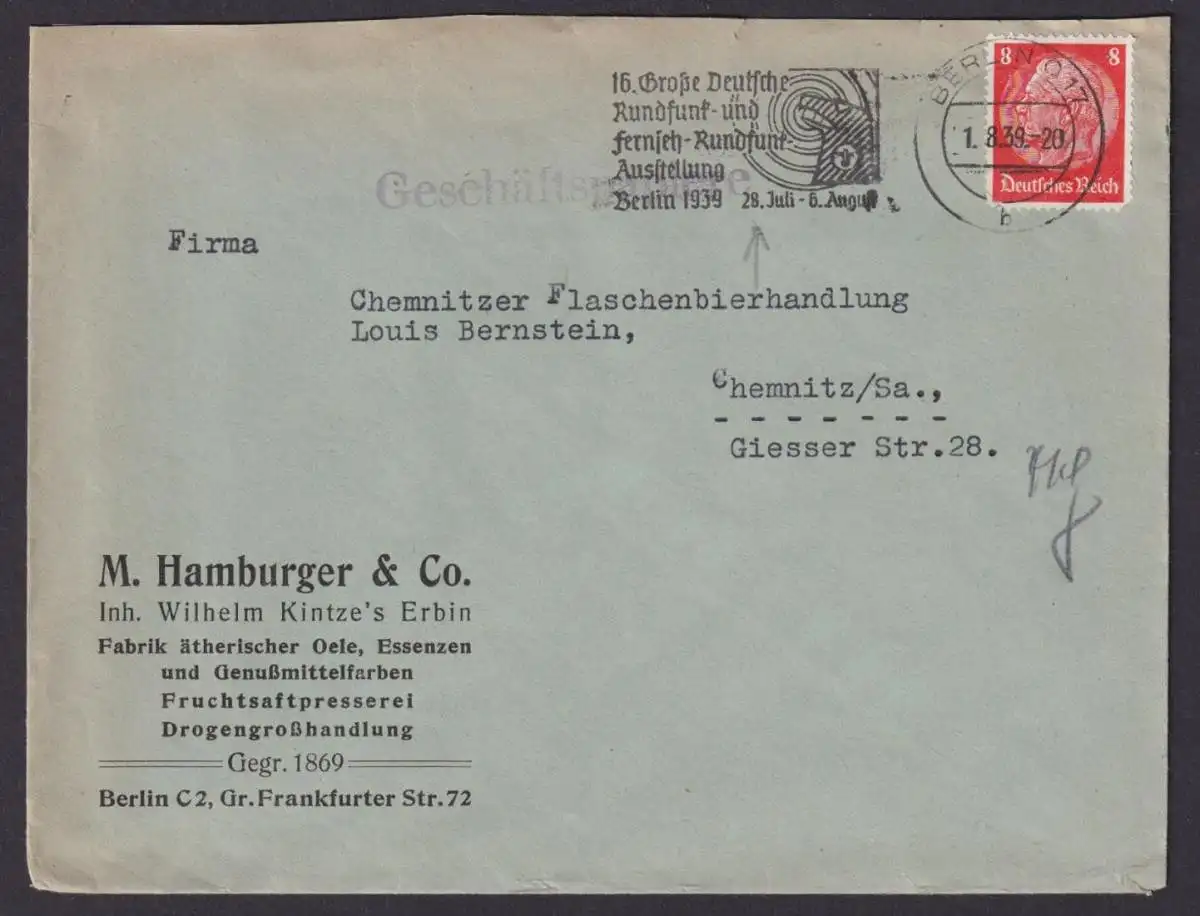 16. Große Deutsche
Rundfunk- und
Fernseh-Rundfunk-
Ausstellung
Berlin 1939 28. Juli - 6. August
BERLIN O 17
1. 8.39.-20
b
8 8
Deutsches Reich
Firma
Chemnitzer Flaschenbierhandlung
Louis Bernstein,
Chemnitz/Sa.,
- - - - - - -
Giesser Str.28.
M. Hamburger & Co.
Inh. Wilhelm Kintze's Erbin
Fabrik ätherischer Oele, Essenzen
und Genußmittelfarben
Fruchtsaftpresserei
Drogengroßhandlung
Gegr. 1869
Berlin C2, Gr. Frankfurter Str. 72